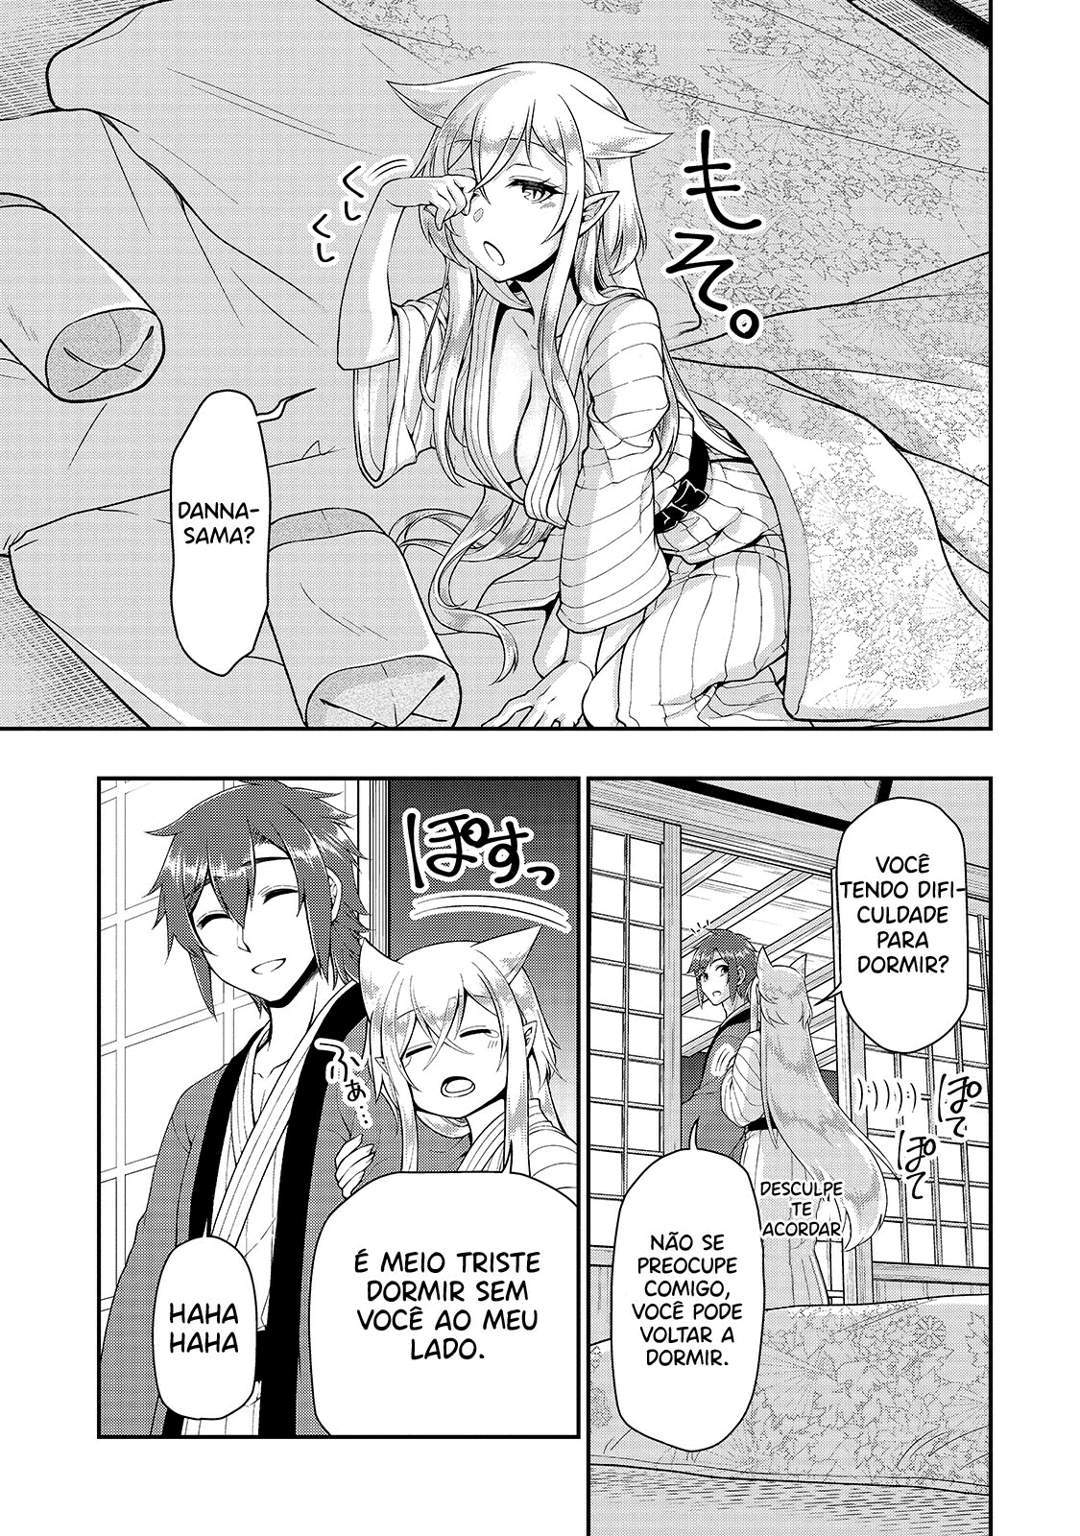 もそ。
くしくし
DANNA-
SAMA?
VOCÊ
TENDO DIFI-
CULDADE
PARA
DORMIR?
ぽて
ぽて
DESCULPE
TE
ACORDAR
NÃO SE
PREOCUPE
COMIGO,
VOCÊ PODE
VOLTAR A
DORMIR.
ぽすっ
ふぁ…
É MEIO TRISTE
DORMIR SEM
VOCÊ AO MEU
LADO.
HAHA
HAHA